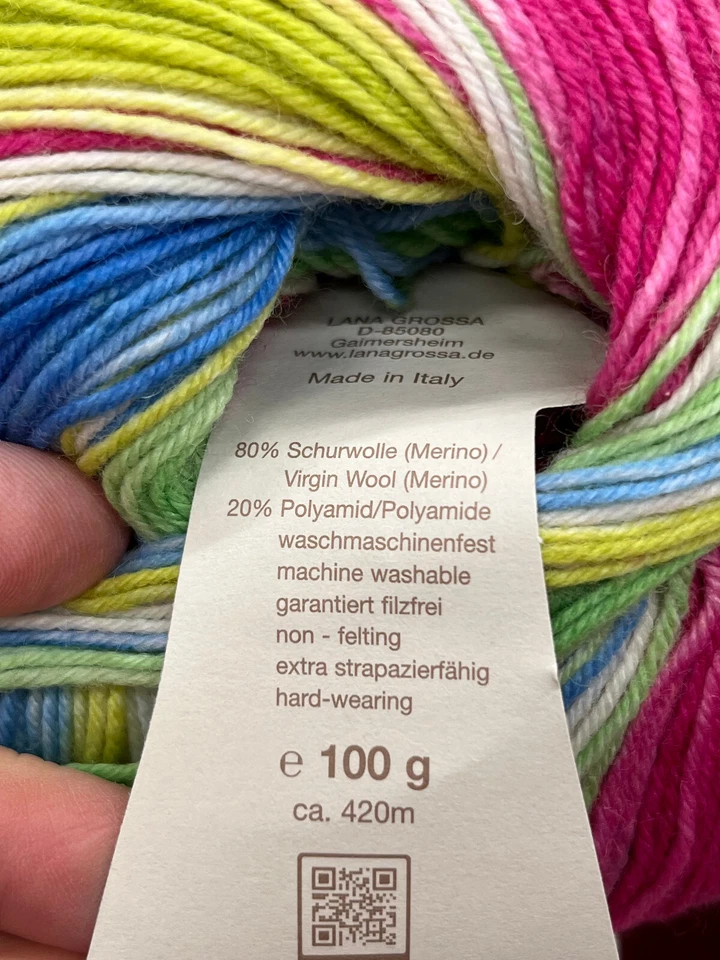 LANA GROSSA
D-85080
Gaimersheim
www.lanagrossa.de
Made in Italy
80% Schurwolle (Merino) /
Virgin Wool (Merino)
20% Polyamid/Polyamide
waschmaschinenfest
machine washable
garantiert filzfrei
non - felting
extra strapazierfähig
hard-wearing
℮ 100 g
ca. 420m